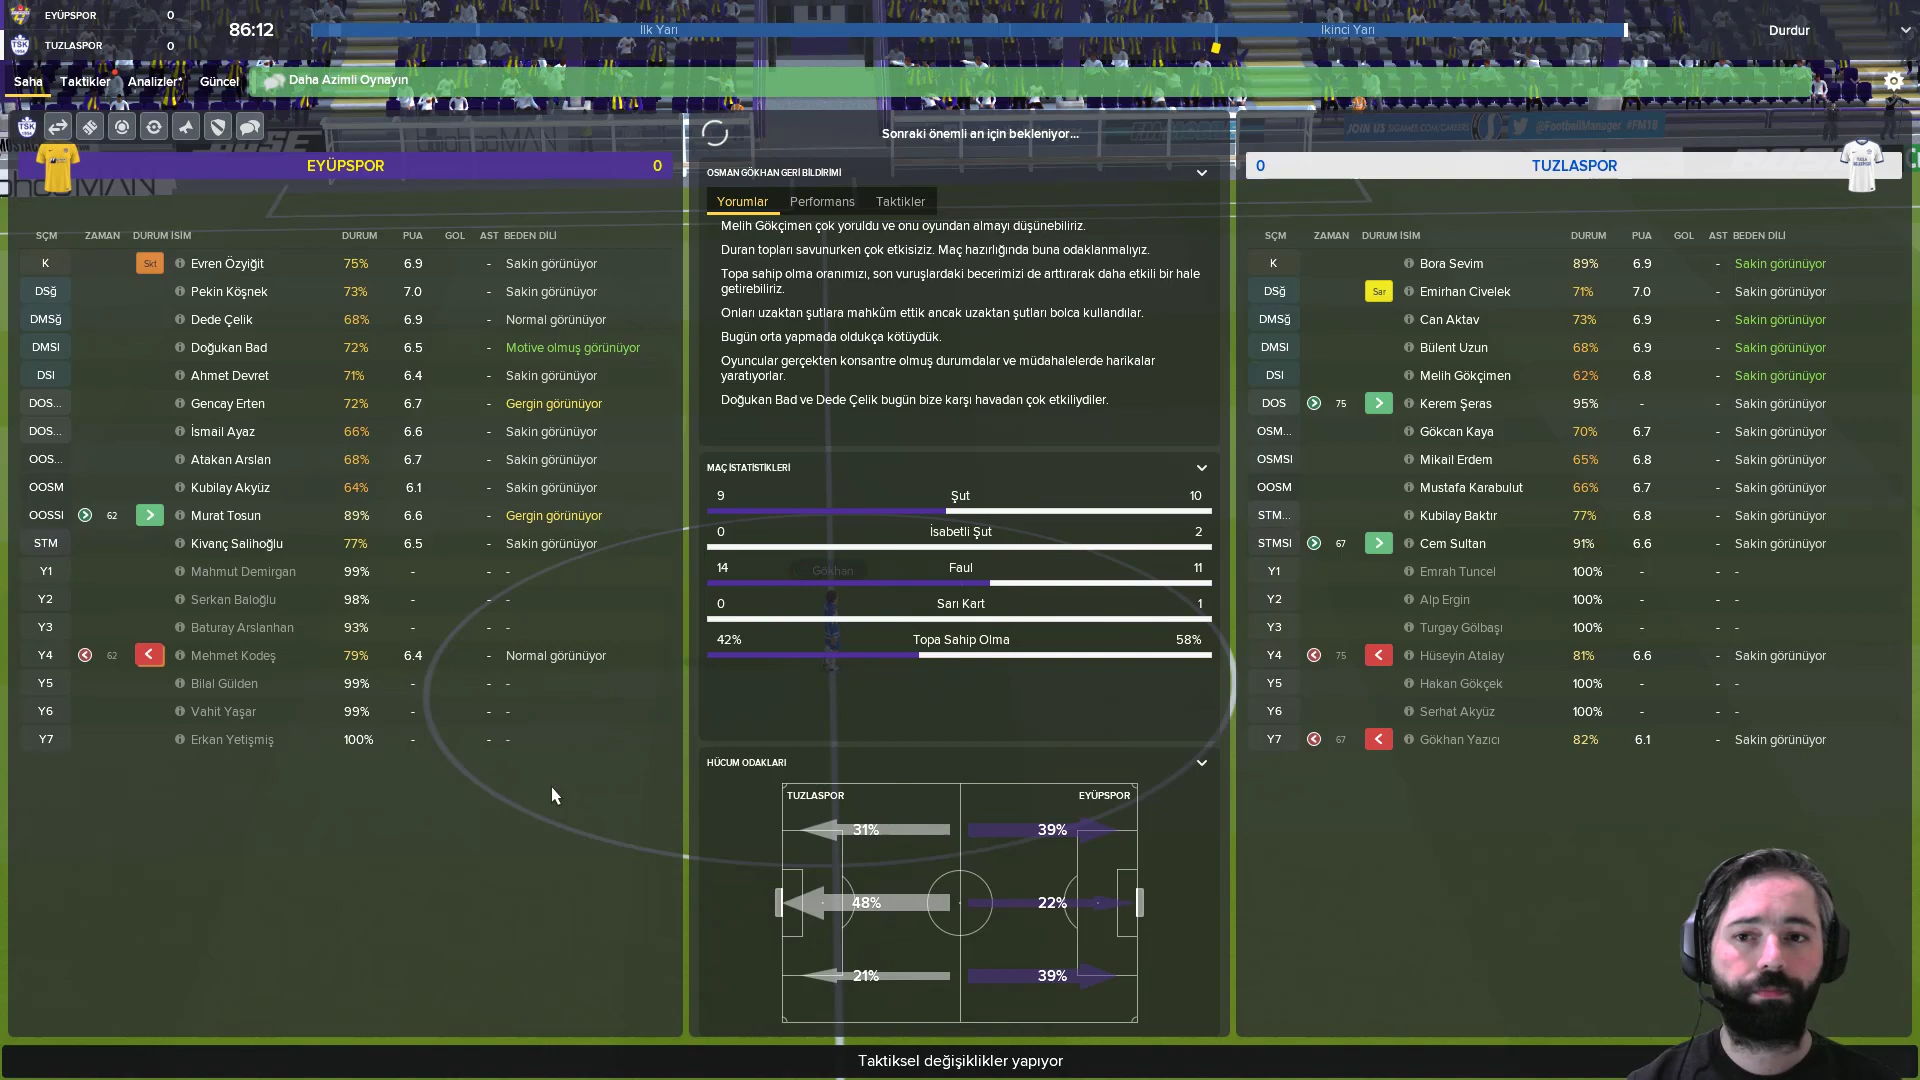 EYÜPSPOR 0
TUZLASPOR 0
86:12
İlk Yarı
İkinci Yarı
Durdur
Saha
Taktikler
Analizler*
Güncel
Daha Azimli Oynayın
JOIN US SIGAMES.COM/CAREERS
@FootballManager #FM18
Sonraki önemli an için bekleniyor...
EYÜPSPOR 0
SÇM ZAMAN DURUM İSİM DURUM PUA GOL AST BEDEN DİLİ
K Skt Evren Özyiğit 75% 6.9 - Sakin görünüyor
DSğ Pekin Köşnek 73% 7.0 - Sakin görünüyor
DMSğ Dede Çelik 68% 6.9 - Normal görünüyor
DMSl Doğukan Bad 72% 6.5 - Motive olmuş görünüyor
DSl Ahmet Devret 71% 6.4 - Sakin görünüyor
DOS... Gencay Erten 72% 6.7 - Gergin görünüyor
DOS... İsmail Ayaz 66% 6.6 - Sakin görünüyor
OOS... Atakan Arslan 68% 6.7 - Sakin görünüyor
OOSM Kubilay Akyüz 64% 6.1 - Sakin görünüyor
OOSSl 62 Murat Tosun 89% 6.6 - Gergin görünüyor
STM Kivanç Salihoğlu 77% 6.5 - Sakin görünüyor
Y1 Mahmut Demirgan 99% - - -
Y2 Serkan Baloğlu 98% - - -
Y3 Baturay Arslanhan 93% - - -
Y4 62 Mehmet Kodeş 79% 6.4 - Normal görünüyor
Y5 Bilal Gülden 99% - - -
Y6 Vahit Yaşar 99% - - -
Y7 Erkan Yetişmiş 100% - - -
OSMAN GÖKHAN GERİ BİLDİRİMİ
Yorumlar Performans Taktikler
Melih Gökçimen çok yoruldu ve onu oyundan almayı düşünebiliriz.
Duran topları savunurken çok etkisiziz. Maç hazırlığında buna odaklanmalıyız.
Topa sahip olma oranımızı, son vuruşlardaki becerimizi de arttırarak daha etkili bir hale
getirebiliriz.
Onları uzaktan şutlara mahkûm ettik ancak uzaktan şutları bolca kullandılar.
Bugün orta yapmada oldukça kötüydük.
Oyuncular gerçekten konsantre olmuş durumdalar ve müdahalelerde harikalar
yaratıyorlar.
Doğukan Bad ve Dede Çelik bugün bize karşı havadan çok etkiliydiler.
MAÇ İSTATİSTİKLERİ
9 Şut 10
0 İsabetli Şut 2
14 Faul 11
Gökhan
0 Sarı Kart 1
42% Topa Sahip Olma 58%
HÜCUM ODAKLARI
TUZLASPOR EYÜPSPOR
31% 39%
48% 22%
21% 39%
0 TUZLASPOR
SÇM ZAMAN DURUM İSİM DURUM PUA GOL AST BEDEN DİLİ
K Bora Sevim 89% 6.9 - Sakin görünüyor
DSğ Sar Emirhan Civelek 71% 7.0 - Sakin görünüyor
DMSğ Can Aktav 73% 6.9 - Sakin görünüyor
DMSl Bülent Uzun 68% 6.9 - Sakin görünüyor
DSl Melih Gökçimen 62% 6.8 - Sakin görünüyor
DOS 75 Kerem Şeras 95% - - Sakin görünüyor
OSM... Gökcan Kaya 70% 6.7 - Sakin görünüyor
OSMSl Mikail Erdem 65% 6.8 - Sakin görünüyor
OOSM Mustafa Karabulut 66% 6.7 - Sakin görünüyor
STM... Kubilay Baktır 77% 6.8 - Sakin görünüyor
STMSl 67 Cem Sultan 91% 6.6 - Sakin görünüyor
Y1 Emrah Tuncel 100% - - -
Y2 Alp Ergin 100% - - -
Y3 Turgay Gölbaşı 100% - - -
Y4 75 Hüseyin Atalay 81% 6.6 - Sakin görünüyor
Y5 Hakan Gökçek 100% - - -
Y6 Serhat Akyüz 100% - - -
Y7 67 Gökhan Yazıcı 82% 6.1 - Sakin görünüyor
Taktiksel değişiklikler yapıyor